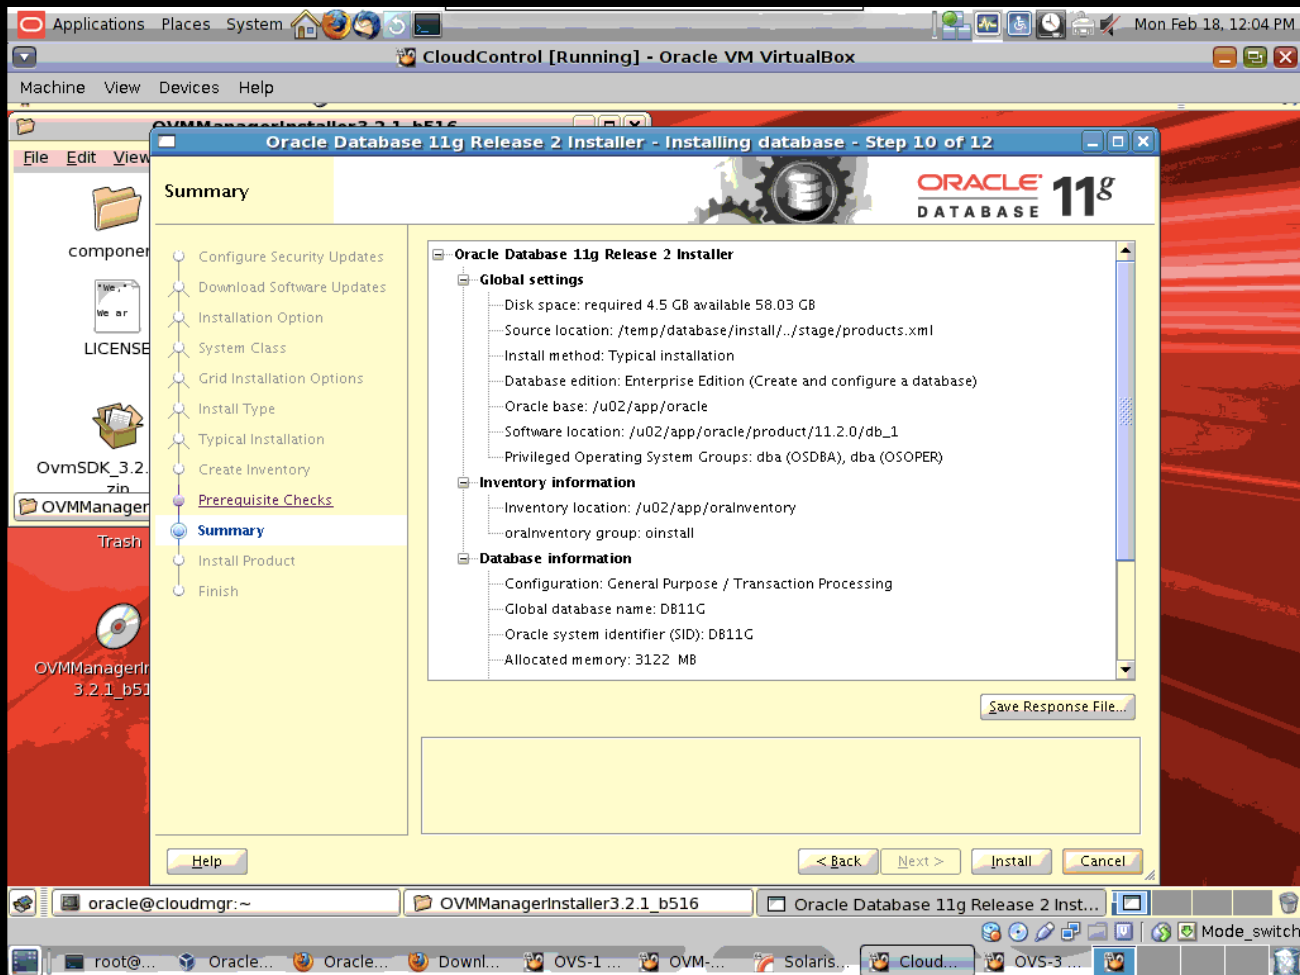 Applications Places System Mon Feb 18, 12:04 PM
CloudControl [Running] - Oracle VM VirtualBox
Machine View Devices Help
OVMManagerInstaller3.2.1_b516
Oracle Database 11g Release 2 Installer - Installing database - Step 10 of 12
File Edit View
Summary
ORACLE
DATABASE 11g
componen
"We,"
We ar
LICENSE
OvmSDK_3.2.
zip
OVMManager
Trash
OVMManagerIr
3.2.1_b51
Configure Security Updates
Download Software Updates
Installation Option
System Class
Grid Installation Options
Install Type
Typical Installation
Create Inventory
Prerequisite Checks
Summary
Install Product
Finish
Oracle Database 11g Release 2 Installer
Global settings
Disk space: required 4.5 GB available 58.03 GB
Source location: /temp/database/install/../stage/products.xml
Install method: Typical installation
Database edition: Enterprise Edition (Create and configure a database)
Oracle base: /u02/app/oracle
Software location: /u02/app/oracle/product/11.2.0/db_1
Privileged Operating System Groups: dba (OSDBA), dba (OSOPER)
Inventory information
Inventory location: /u02/app/oraInventory
oraInventory group: oinstall
Database information
Configuration: General Purpose / Transaction Processing
Global database name: DB11G
Oracle system identifier (SID): DB11G
Allocated memory: 3122 MB
Save Response File...
Help < Back Next > Install Cancel
oracle@cloudmgr:~ OVMManagerInstaller3.2.1_b516 Oracle Database 11g Release 2 Inst...
Mode_switch
root@... Oracle... Oracle... Downl... OVS-1 ... OVM-... Solaris... Cloud... OVS-3 ...